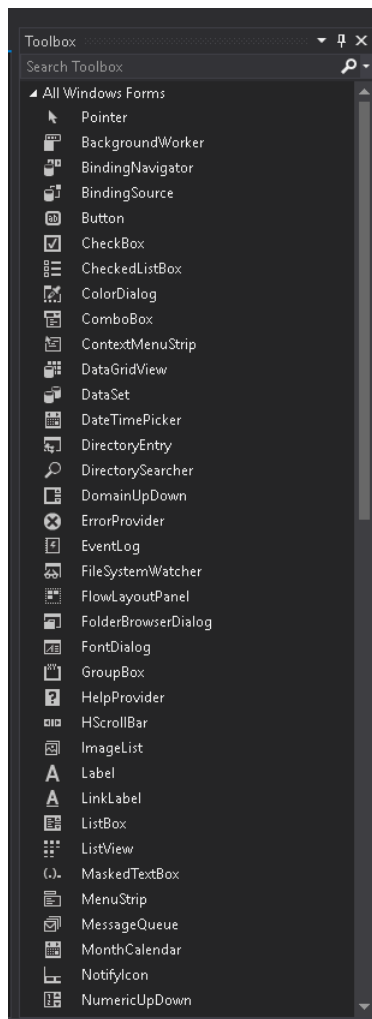 Toolbox
Search Toolbox
All Windows Forms
Pointer
BackgroundWorker
BindingNavigator
BindingSource
Button
CheckBox
CheckedListBox
ColorDialog
ComboBox
ContextMenuStrip
DataGridView
DataSet
DateTimePicker
DirectoryEntry
DirectorySearcher
DomainUpDown
ErrorProvider
EventLog
FileSystemWatcher
FlowLayoutPanel
FolderBrowserDialog
FontDialog
GroupBox
HelpProvider
HScrollBar
ImageList
Label
LinkLabel
ListBox
ListView
MaskedTextBox
MenuStrip
MessageQueue
MonthCalendar
NotifyIcon
NumericUpDown